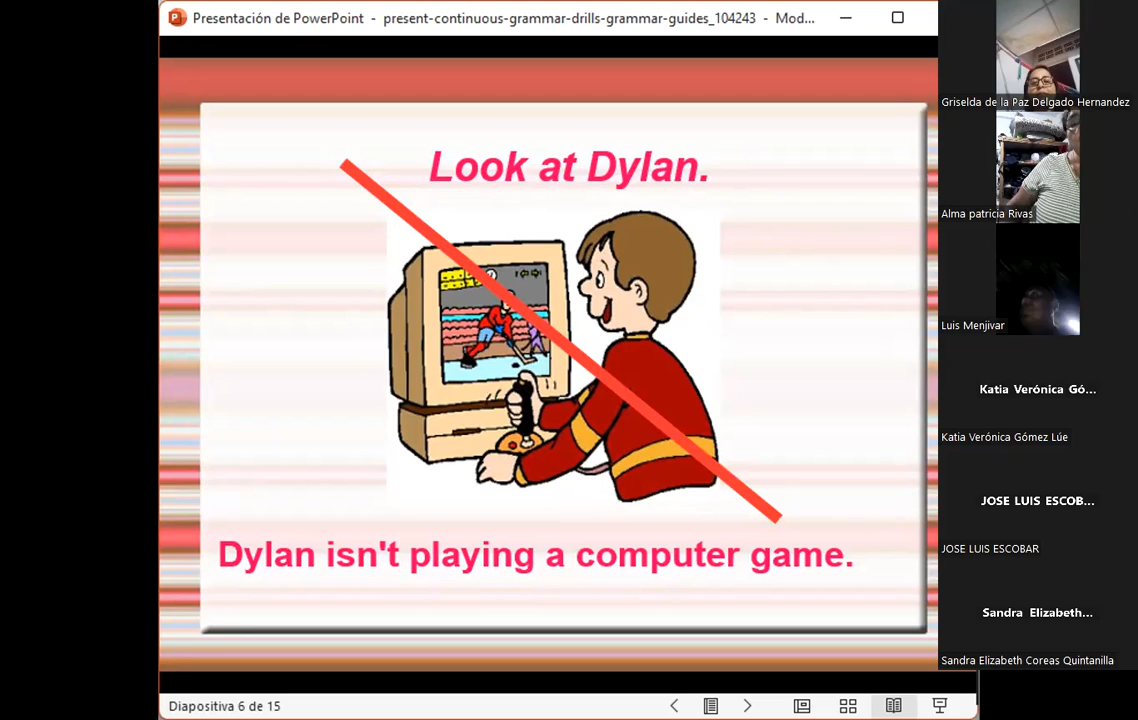 Presentación de PowerPoint - present-continuous-grammar-drills-grammar-guides_104243 - Mod...
Look at Dylan.
Dylan isn't playing a computer game.
Diapositiva 6 de 15
Griselda de la Paz Delgado Hernandez
Alma patricia Rivas
Luis Menjivar
Katia Verónica Gó...
Katia Verónica Gómez Lúe
JOSE LUIS ESCOB...
JOSE LUIS ESCOBAR
Sandra Elizabeth...
Sandra Elizabeth Coreas Quintanilla